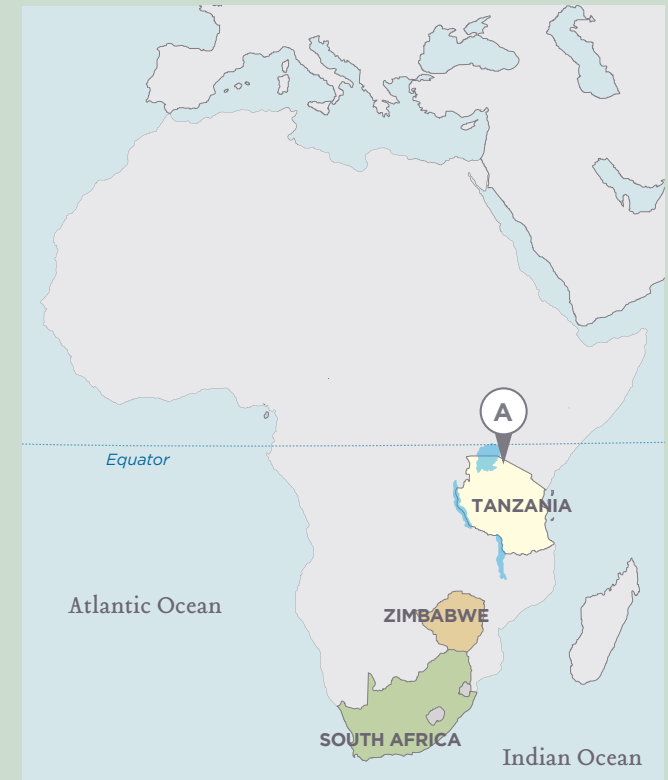 A
Equator
TANZANIA
Atlantic Ocean
ZIMBABWE
SOUTH AFRICA
Indian Ocean